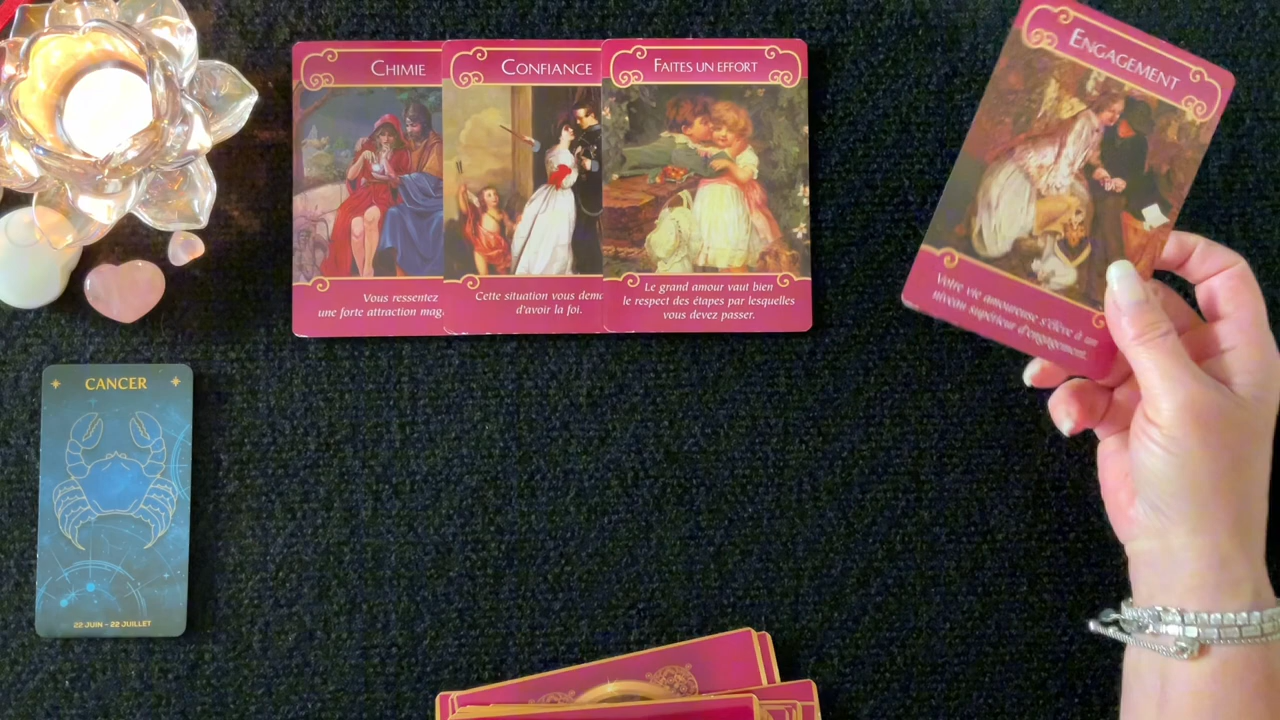 CHIMIE
Vous ressentez
une forte attraction mag
CONFIANCE
Cette situation vous dem
d'avoir la foi.
FAITES UN EFFORT
Le grand amour vaut bien
le respect des étapes par lesquelles
vous devez passer.
ENGAGEMENT
Votre vie amoureuse s'élève à un
niveau supérieur d'engagement.
CANCER
22 JUIN - 22 JUILLET